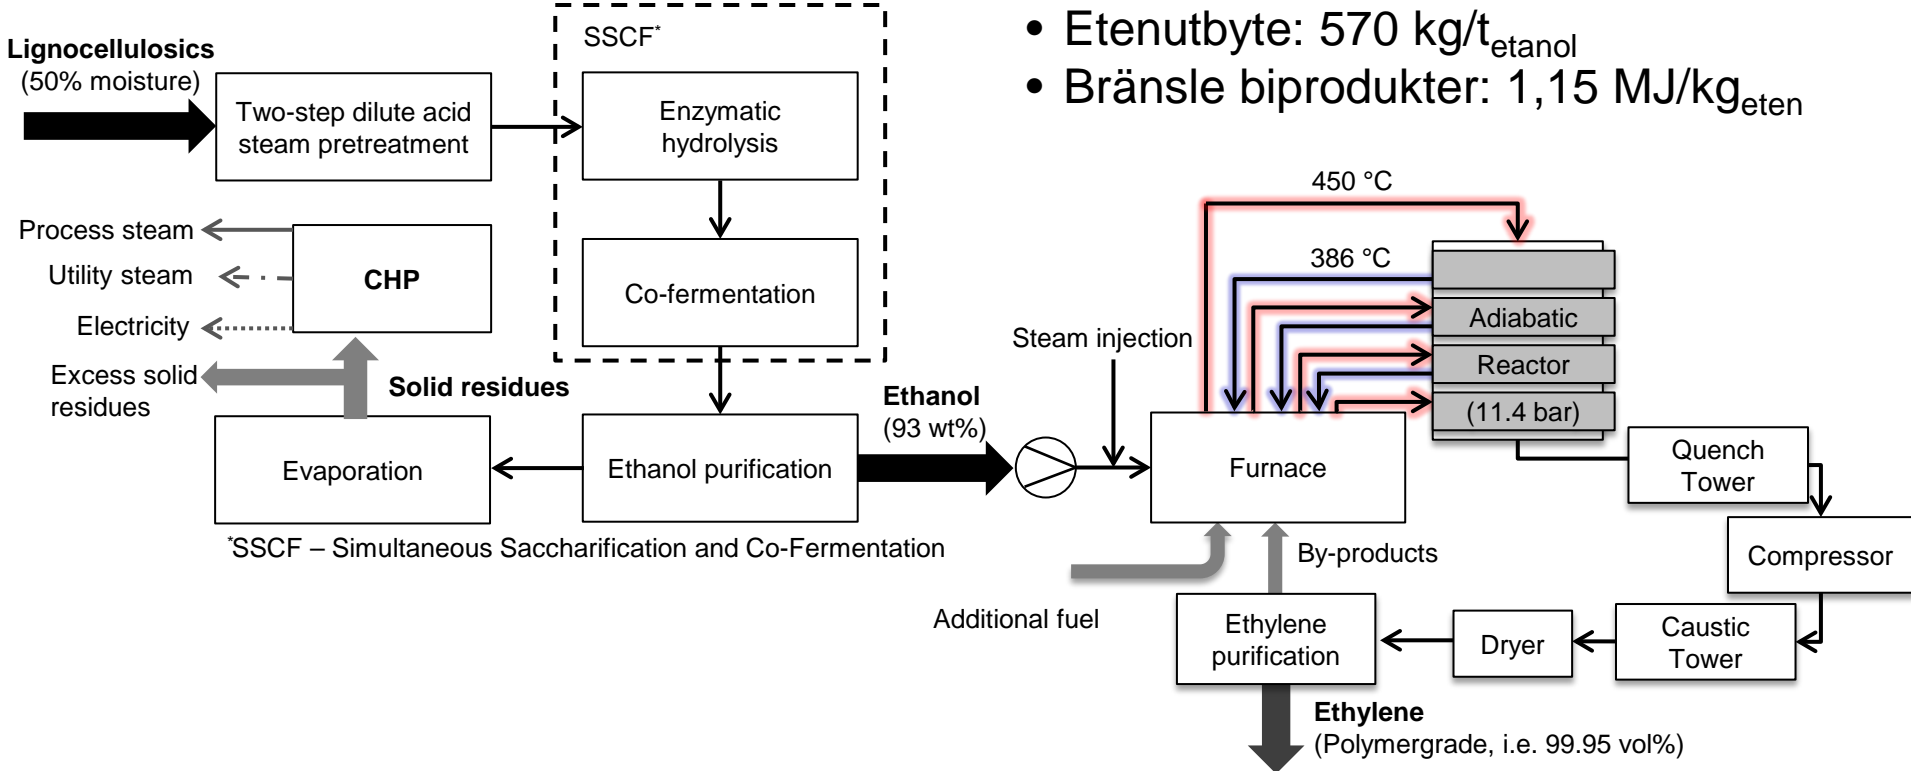 • Etenutbyte: 570 kg/t_etanol
• Bränsle biprodukter: 1,15 MJ/kg_eten
Lignocellulosics
(50% moisture)
Two-step dilute acid
steam pretreatment
SSCF*
Enzymatic
hydrolysis
Co-fermentation
Process steam
Utility steam
Electricity
CHP
Excess solid
residues
Solid residues
Evaporation
Ethanol purification
Ethanol
(93 wt%)
*SSCF – Simultaneous Saccharification and Co-Fermentation
Steam injection
Furnace
450 °C
386 °C
Adiabatic
Reactor
(11.4 bar)
Quench
Tower
Compressor
Caustic
Tower
Dryer
Ethylene
purification
By-products
Additional fuel
Ethylene
(Polymergrade, i.e. 99.95 vol%)